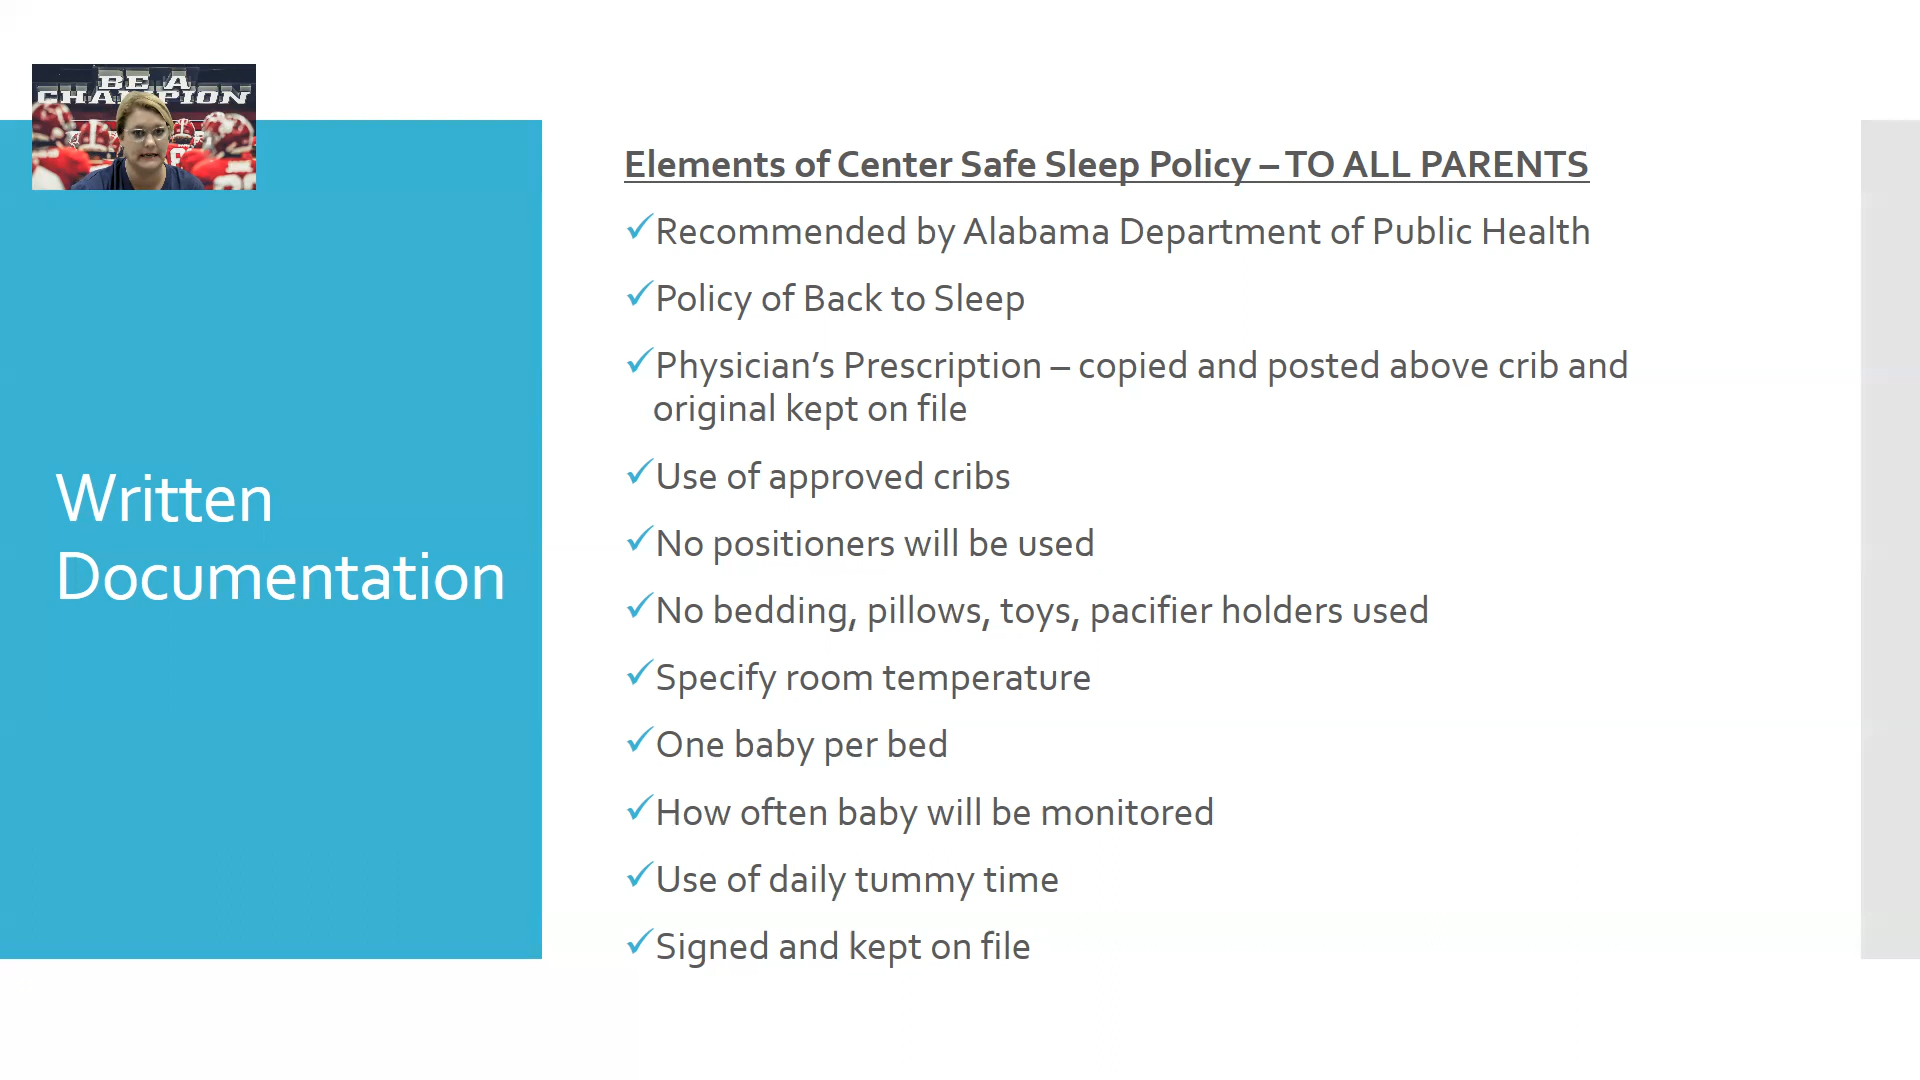 BE A
CHAMPION
Written
Documentation
Elements of Center Safe Sleep Policy – TO ALL PARENTS
✓Recommended by Alabama Department of Public Health
✓Policy of Back to Sleep
✓Physician’s Prescription – copied and posted above crib and
original kept on file
✓Use of approved cribs
✓No positioners will be used
✓No bedding, pillows, toys, pacifier holders used
✓Specify room temperature
✓One baby per bed
✓How often baby will be monitored
✓Use of daily tummy time
✓Signed and kept on file